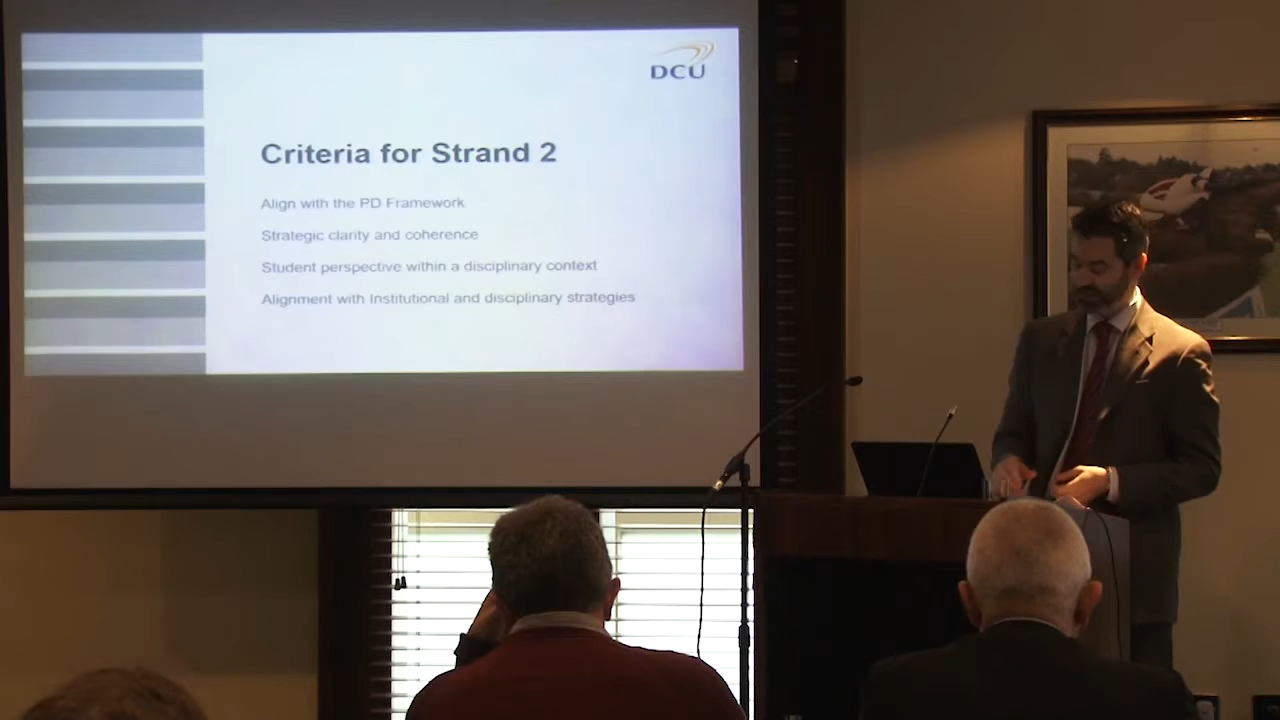 DCU
Criteria for Strand 2
Align with the PD Framework
Strategic clarity and coherence
Student perspective within a disciplinary context
Alignment with Institutional and disciplinary strategies